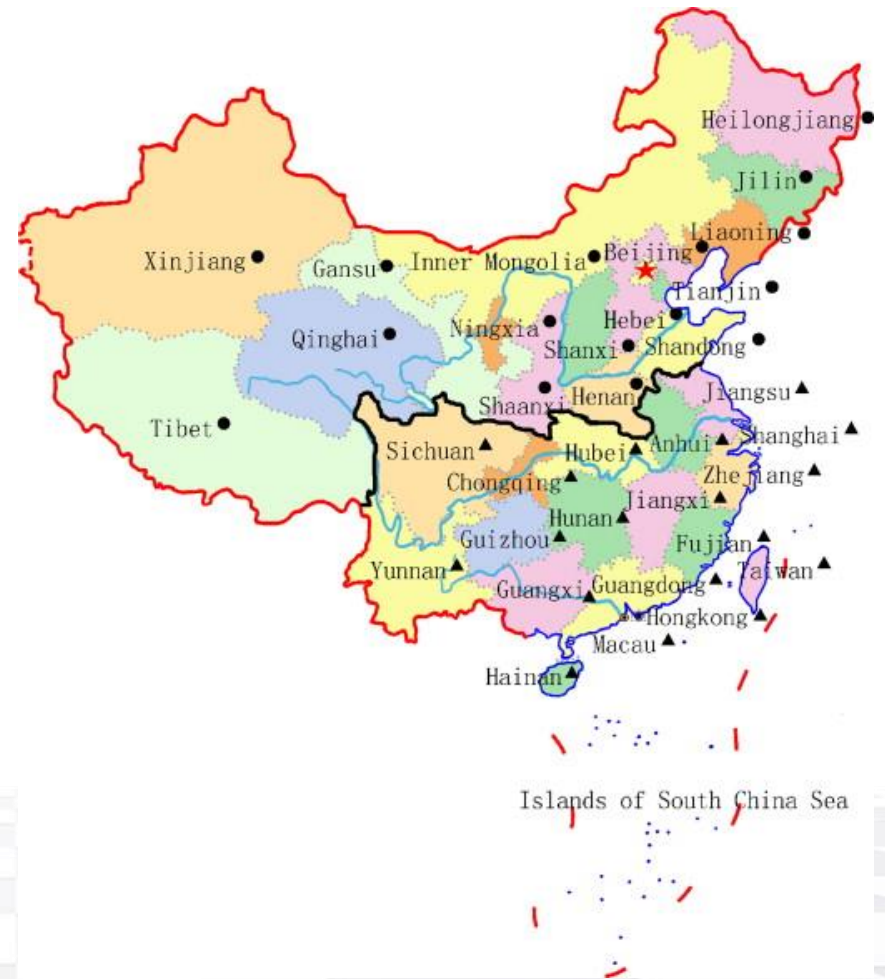 Heilongjiang
Jilin
Liaoning
Beijing
Xinjiang
Gansu
Inner Mongolia
Tianjin
Hebei
Ningxia
Qinghai
Shanxi
Shandong
Shaanxi
Henan
Jiangsu
Tibet
Sichuan
Hubei
Anhui
Shanghai
Chongqing
Zhejiang
Jiangxi
Hunan
Guizhou
Fujian
Yunnan
Guangxi
Guangdong
Taiwan
Hongkong
Macau
Hainan
Islands of South China Sea